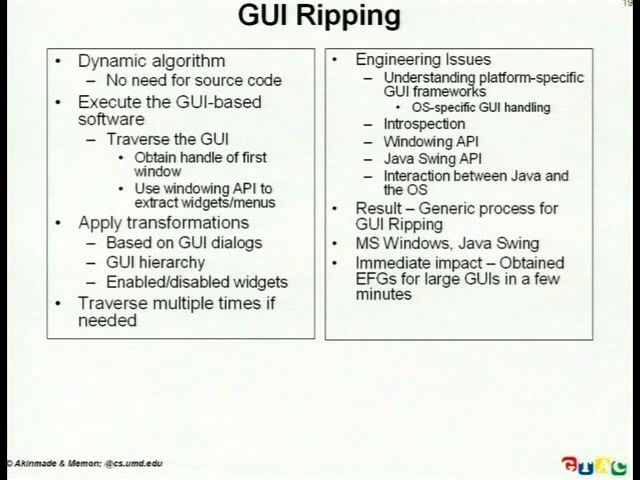 19
GUI Ripping
• Dynamic algorithm
– No need for source code
• Execute the GUI-based
software
– Traverse the GUI
• Obtain handle of first
window
• Use windowing API to
extract widgets/menus
• Apply transformations
– Based on GUI dialogs
– GUI hierarchy
– Enabled/disabled widgets
• Traverse multiple times if
needed
• Engineering Issues
– Understanding platform-specific
GUI frameworks
• OS-specific GUI handling
– Introspection
– Windowing API
– Java Swing API
– Interaction between Java and
the OS
• Result – Generic process for
GUI Ripping
• MS Windows, Java Swing
• Immediate impact – Obtained
EFGs for large GUIs in a few
minutes
© Akinmade & Memon; @cs.umd.edu
GTAC